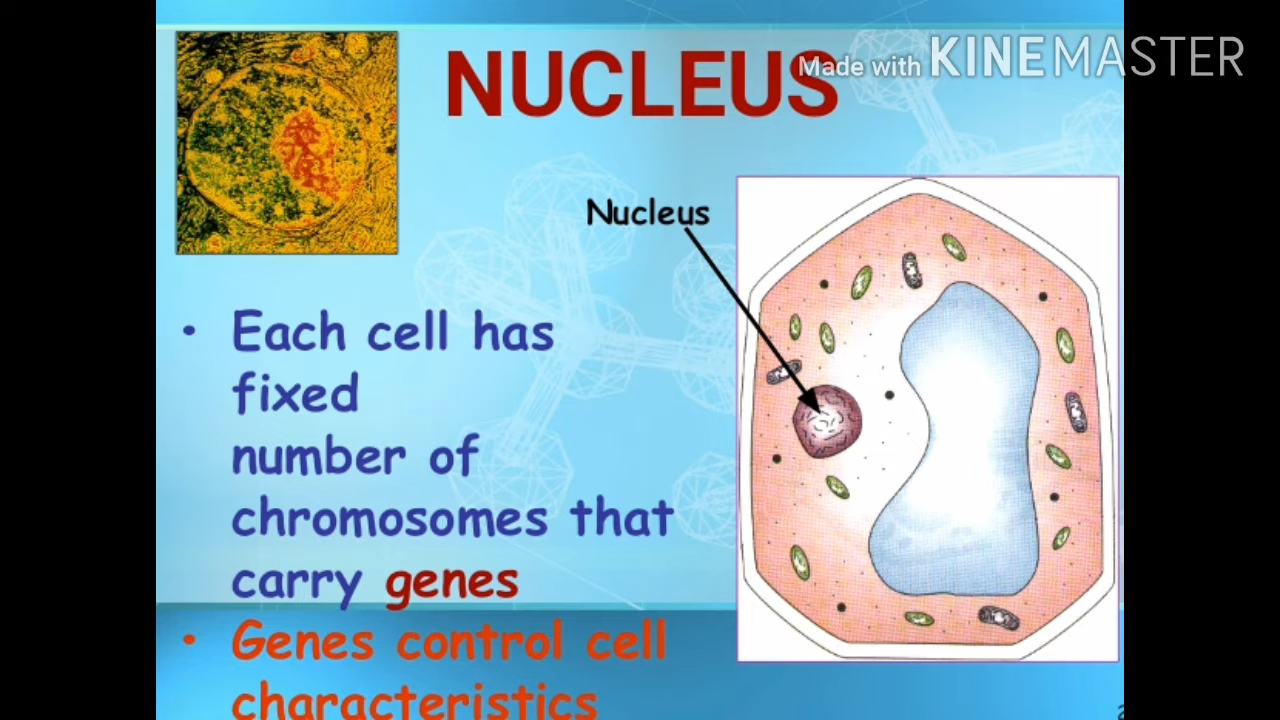 NUCLEUS
Made with KINEMASTER
Nucleus
• Each cell has
fixed
number of
chromosomes that
carry genes
• Genes control cell
characteristics